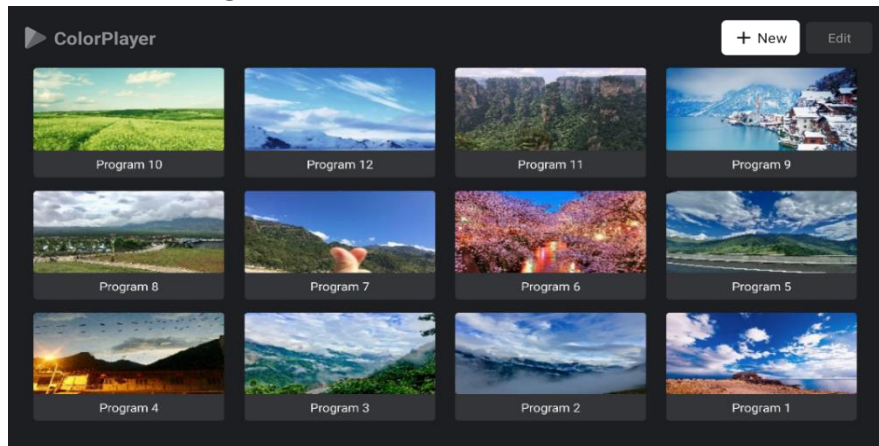 ColorPlayer
+ New
Edit
Program 10
Program 12
Program 11
Program 9
Program 8
Program 7
Program 6
Program 5
Program 4
Program 3
Program 2
Program 1